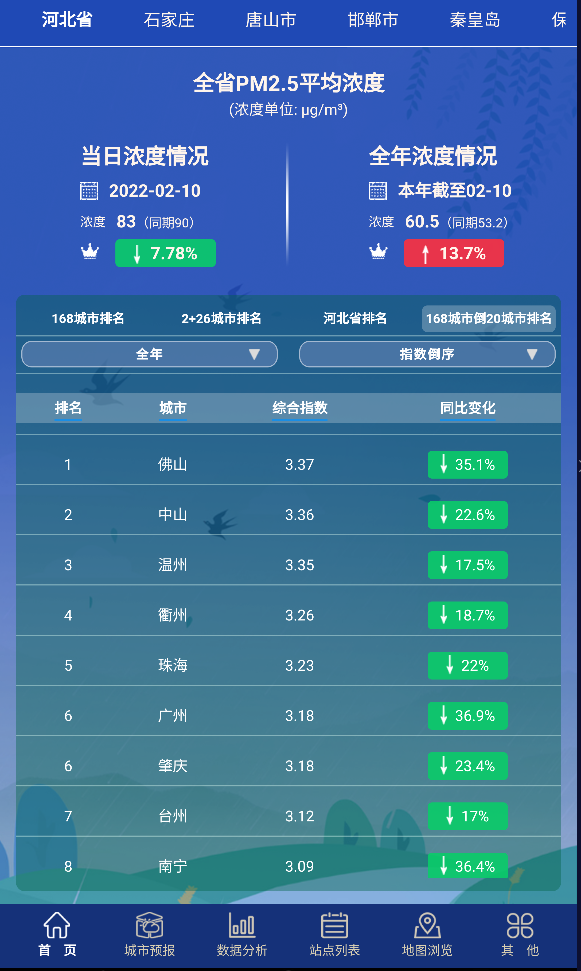 河北省 石家庄 唐山市 邯郸市 秦皇岛 保
全省PM2.5平均浓度
(浓度单位: µg/m³)
当日浓度情况
2022-02-10
浓度 83（同期90）
7.78%
全年浓度情况
本年截至02-10
浓度 60.5（同期53.2）
13.7%
168城市排名 2+26城市排名 河北省排名 168城市倒20城市排名
全年 指数倒序
排名 城市 综合指数 同比变化
1 佛山 3.37 35.1%
2 中山 3.36 22.6%
3 温州 3.35 17.5%
4 衢州 3.26 18.7%
5 珠海 3.23 22%
6 广州 3.18 36.9%
6 肇庆 3.18 23.4%
7 台州 3.12 17%
8 南宁 3.09 36.4%
首 页 城市预报 数据分析 站点列表 地图浏览 其 他